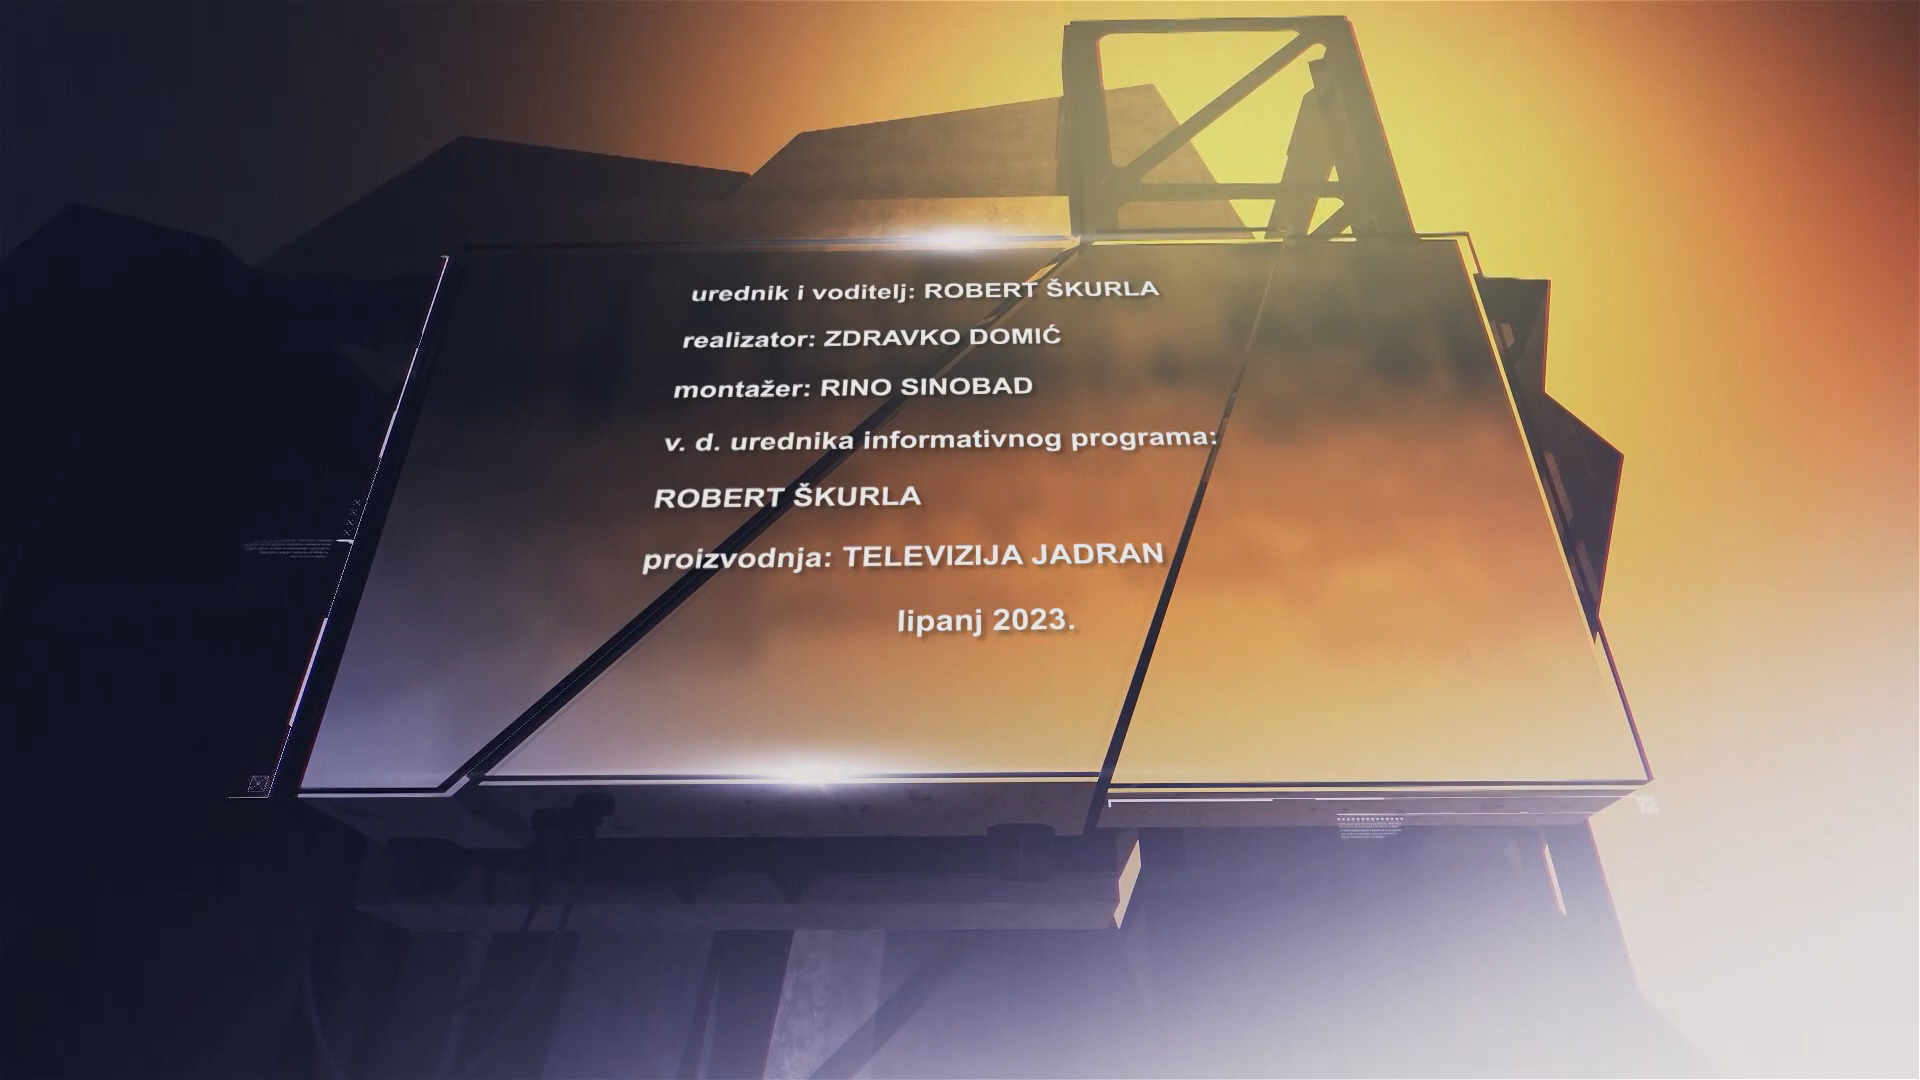 urednik i voditelj: ROBERT ŠKURLA
realizator: ZDRAVKO DOMIĆ
montažer: RINO SINOBAD
v. d. urednika informativnog programa:
ROBERT ŠKURLA
proizvodnja: TELEVIZIJA JADRAN
lipanj 2023.